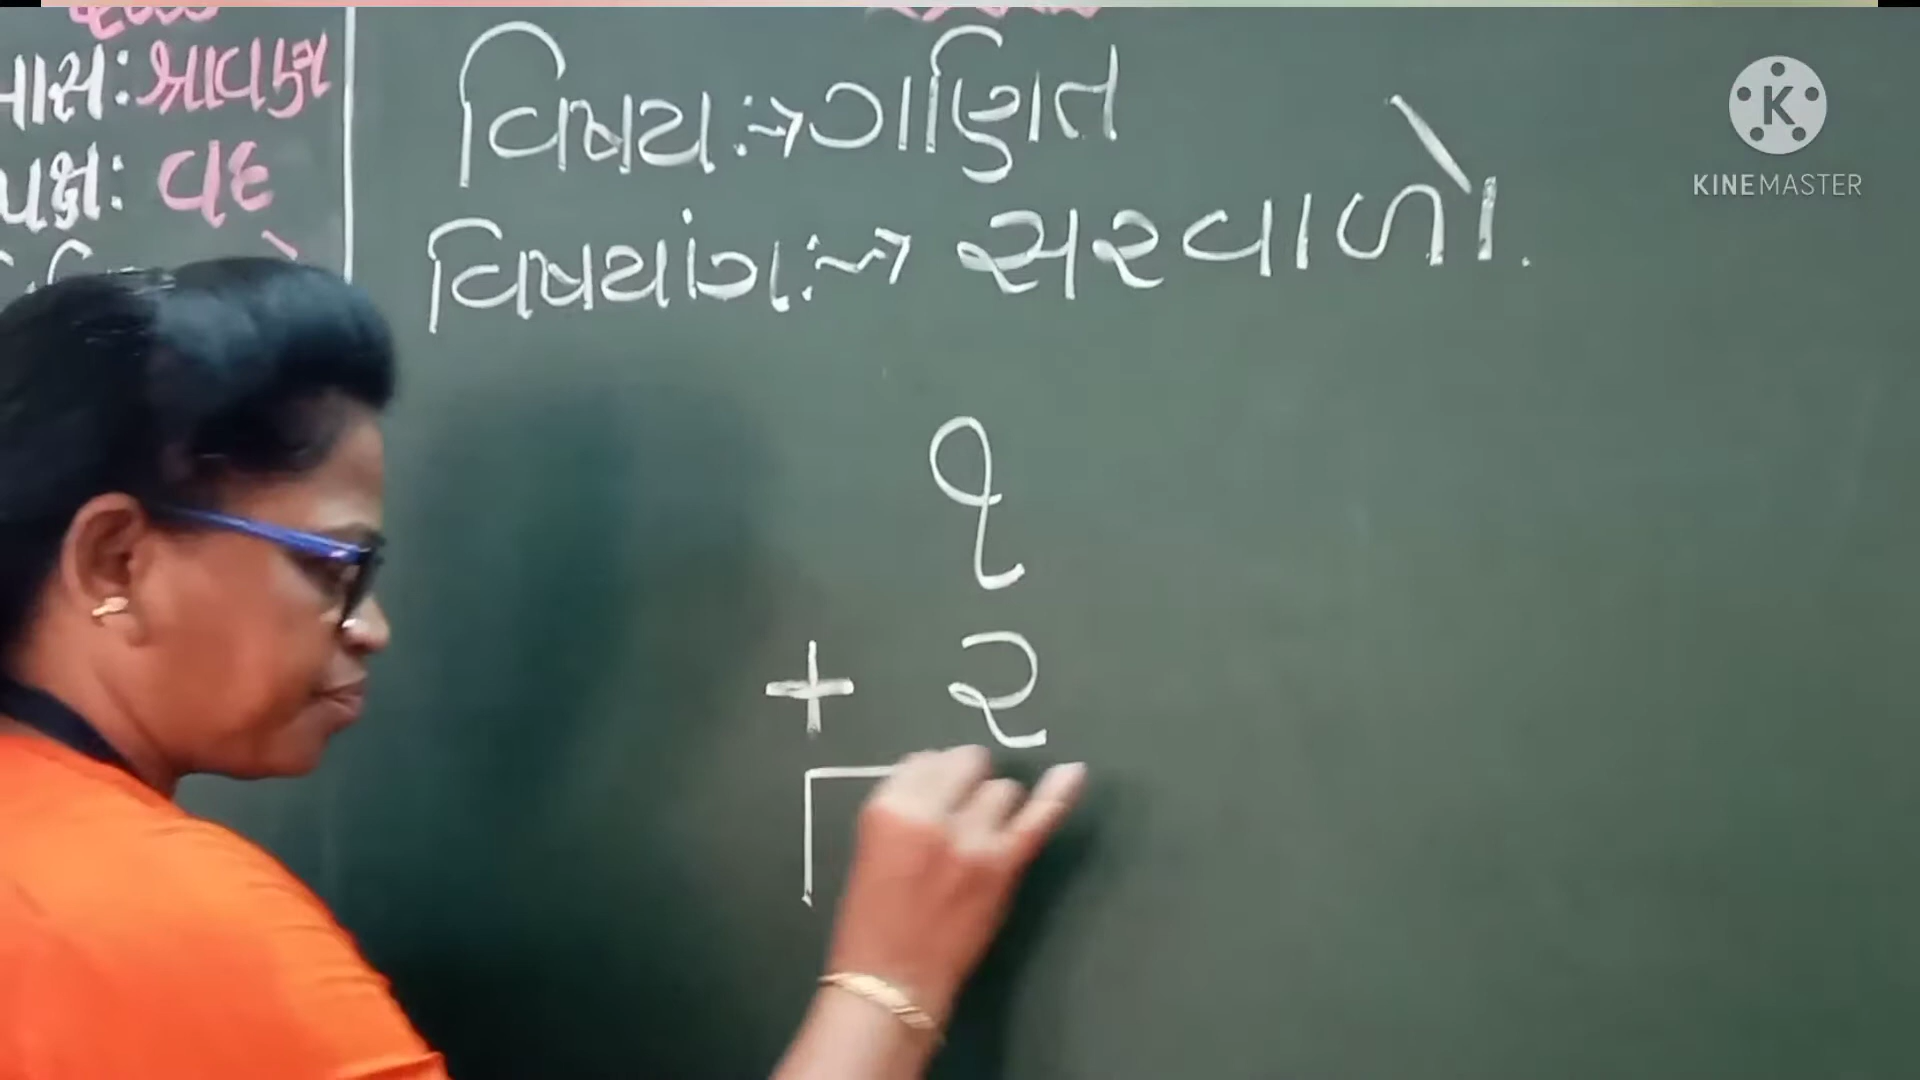 માસ: શ્રાવણ
પક્ષ: વદ
વિષય :→ ગણિત
વિષયાંગ :→ સરવાળો.
૧
+ ૨
KINEMASTER